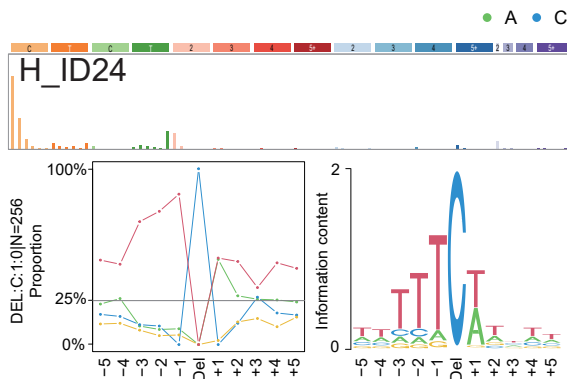 A C
C T C T 2 3 4 5+ 2 3 4 5+ 2 3 4 5+
H_ID24
DEL:C:1:0|N=256
Proportion
100%
25%
0%
−5 −4 −3 −2 −1 Del +1 +2 +3 +4 +5
Information content
2
1
0
T T T T T C T T T T T
A A C C A A A A A A
−5 −4 −3 −2 −1 Del +1 +2 +3 +4 +5